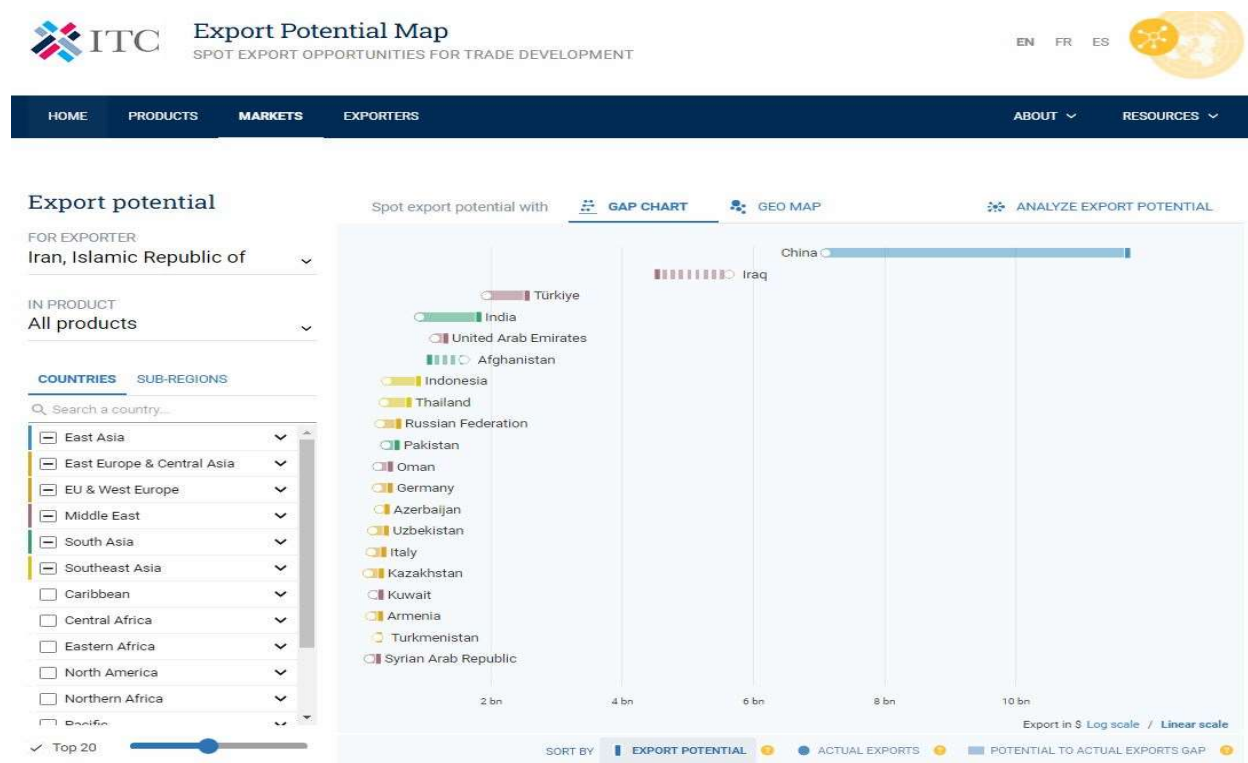 ITC
Export Potential Map
SPOT EXPORT OPPORTUNITIES FOR TRADE DEVELOPMENT
EN FR ES
HOME PRODUCTS MARKETS EXPORTERS ABOUT RESOURCES
Export potential
FOR EXPORTER
Iran, Islamic Republic of
IN PRODUCT
All products
COUNTRIES SUB-REGIONS
Search a country...
East Asia
East Europe & Central Asia
EU & West Europe
Middle East
South Asia
Southeast Asia
Caribbean
Central Africa
Eastern Africa
North America
Northern Africa
Pacific
Top 20
Spot export potential with GAP CHART GEO MAP ANALYZE EXPORT POTENTIAL
China
Iraq
Türkiye
India
United Arab Emirates
Afghanistan
Indonesia
Thailand
Russian Federation
Pakistan
Oman
Germany
Azerbaijan
Uzbekistan
Italy
Kazakhstan
Kuwait
Armenia
Turkmenistan
Syrian Arab Republic
2 bn 4 bn 6 bn 8 bn 10 bn
Export in $ Log scale / Linear scale
SORT BY EXPORT POTENTIAL ? ACTUAL EXPORTS ? POTENTIAL TO ACTUAL EXPORTS GAP ?